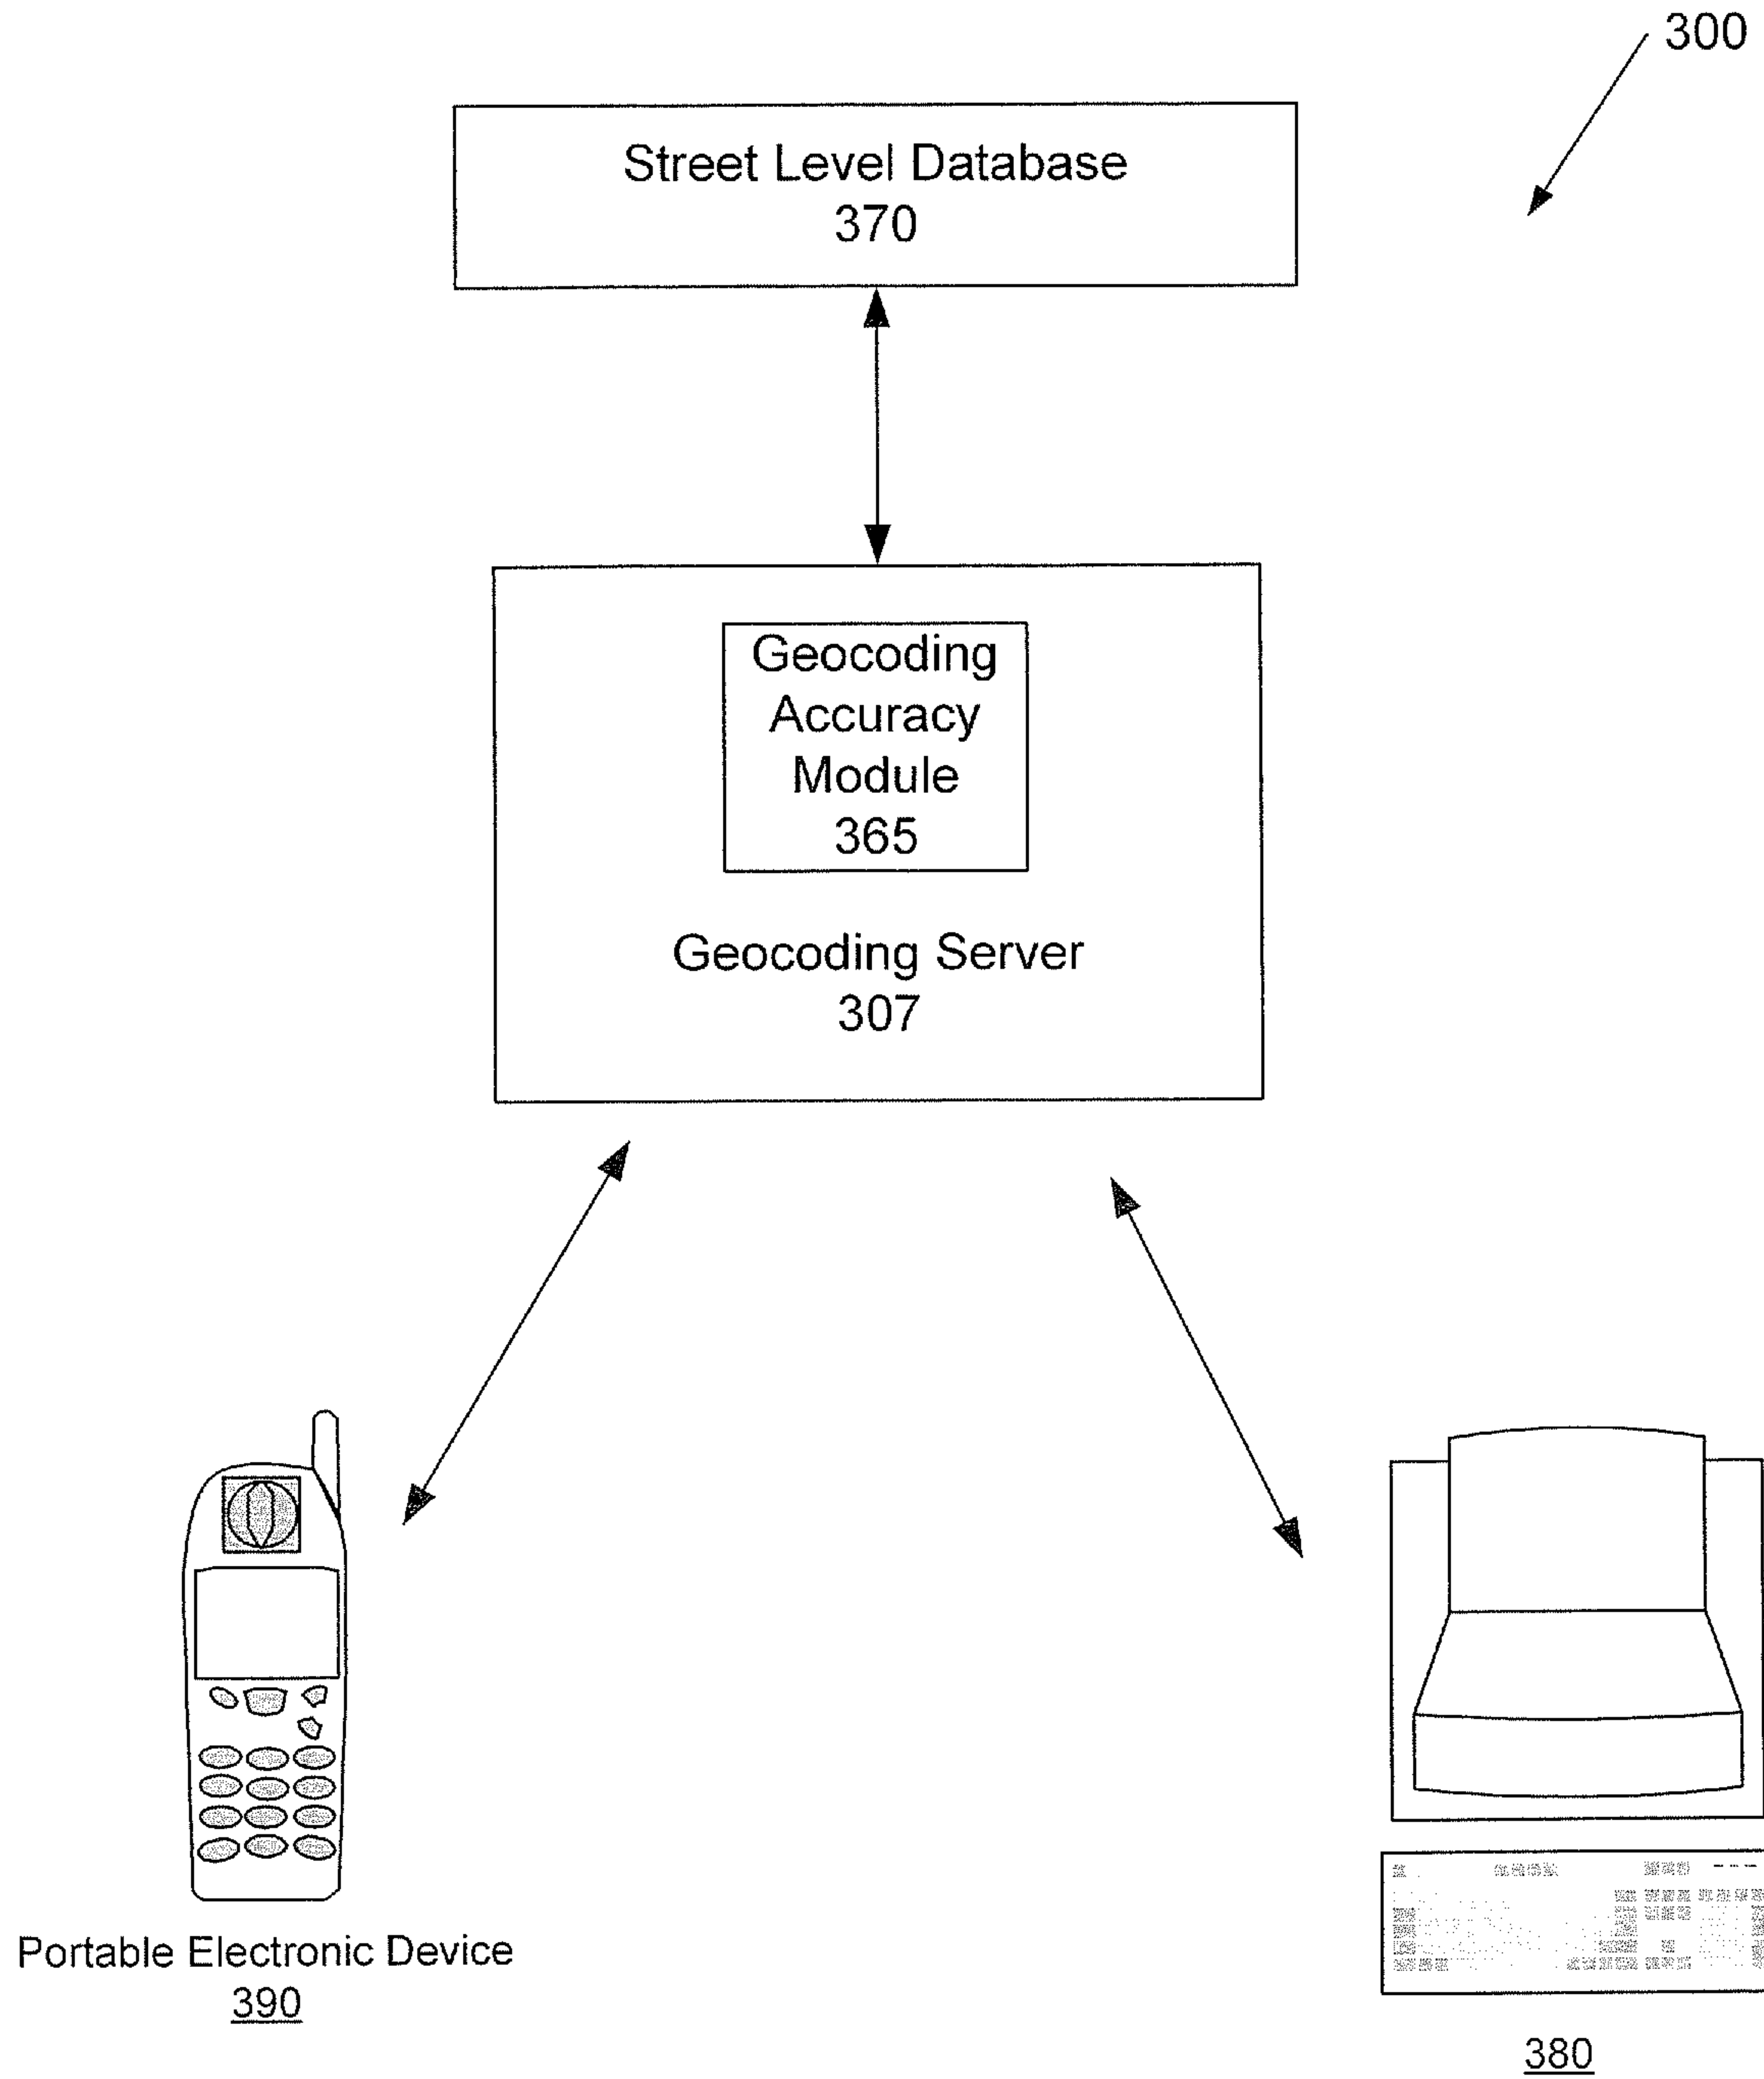 300
Street Level Database
370
Geocoding
Accuracy
Module
365
Geocoding Server
307
Portable Electronic Device
390
380